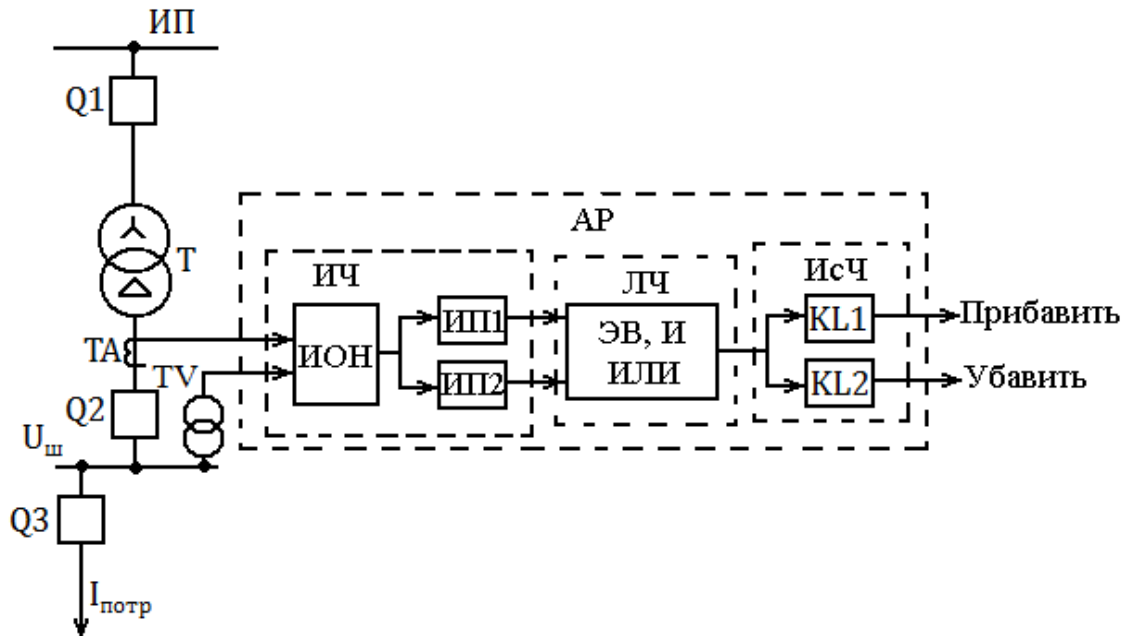 ИП
Q1
Т
ТА
TV
Q2
Uш
Q3
Iпотр
АР
ИЧ
ИОН
ИП1
ИП2
ЛЧ
ЭВ, И
ИЛИ
ИсЧ
KL1
KL2
Прибавить
Убавить